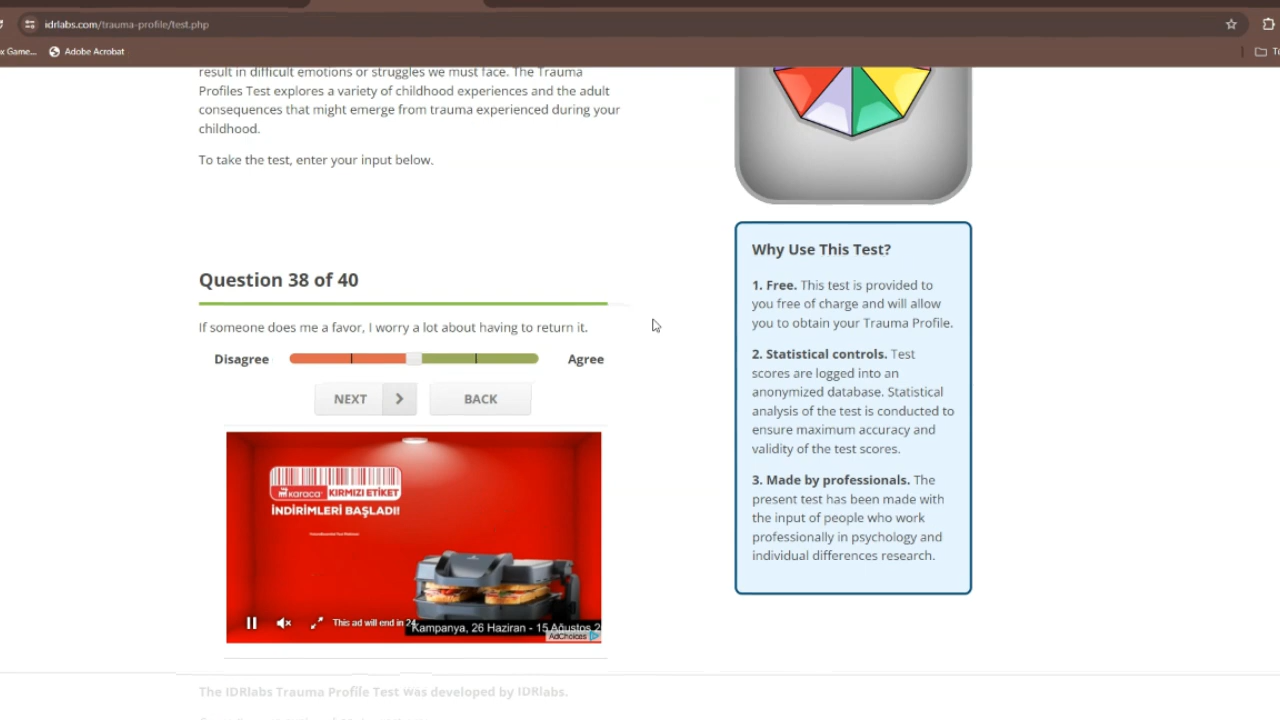 idrlabs.com/trauma-profile/test.php
x Game...
Adobe Acrobat
result in difficult emotions or struggles we must face. The Trauma
Profiles Test explores a variety of childhood experiences and the adult
consequences that might emerge from trauma experienced during your
childhood.
To take the test, enter your input below.
Question 38 of 40
If someone does me a favor, I worry a lot about having to return it.
Disagree
Agree
NEXT
BACK
karaca
KIRMIZI ETİKET
İNDİRİMLERİ BAŞLADI!
This ad will end in 24
Kampanya, 26 Haziran - 15 Ağustos 2
AdChoices
The IDRlabs Trauma Profile Test was developed by IDRlabs.
Why Use This Test?
1. Free. This test is provided to
you free of charge and will allow
you to obtain your Trauma Profile.
2. Statistical controls. Test
scores are logged into an
anonymized database. Statistical
analysis of the test is conducted to
ensure maximum accuracy and
validity of the test scores.
3. Made by professionals. The
present test has been made with
the input of people who work
professionally in psychology and
individual differences research.